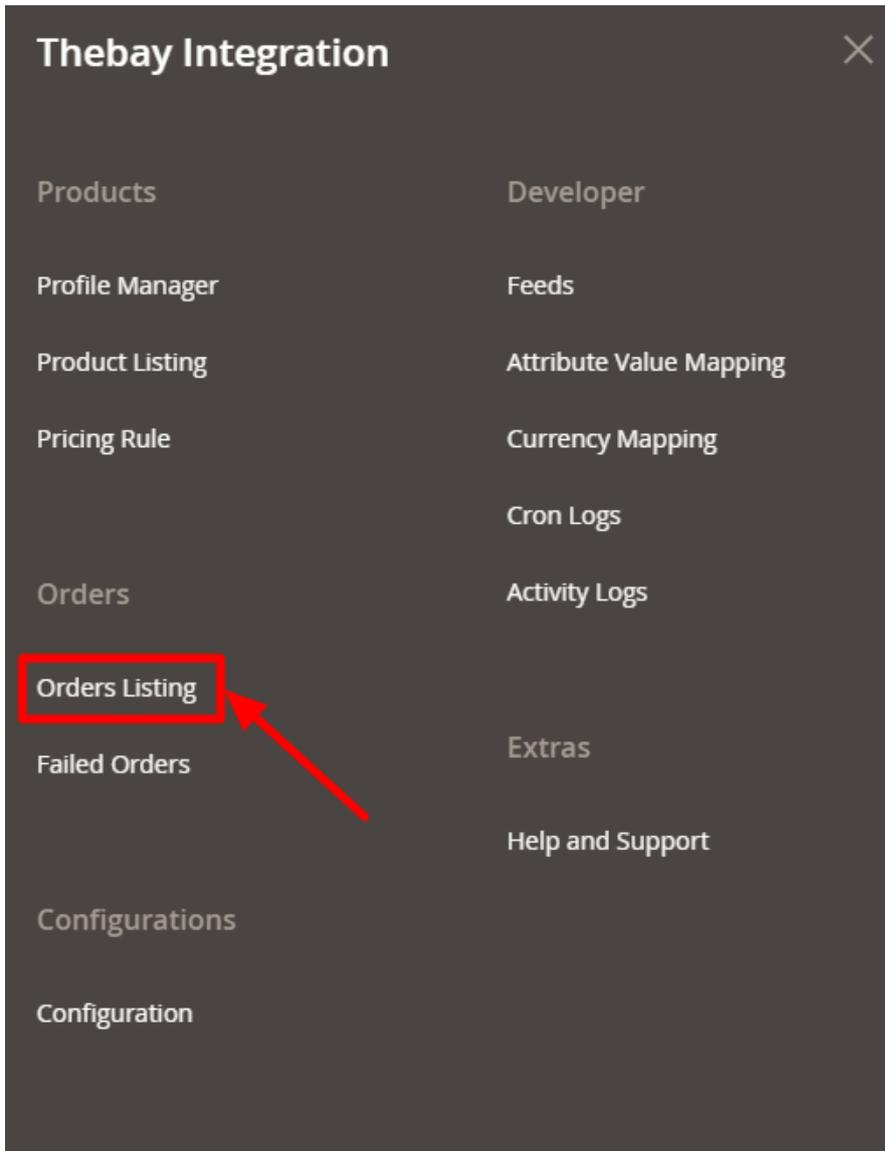 Thebay Integration
Products
Profile Manager
Product Listing
Pricing Rule
Orders
Orders Listing
Failed Orders
Configurations
Configuration
Developer
Feeds
Attribute Value Mapping
Currency Mapping
Cron Logs
Activity Logs
Extras
Help and Support